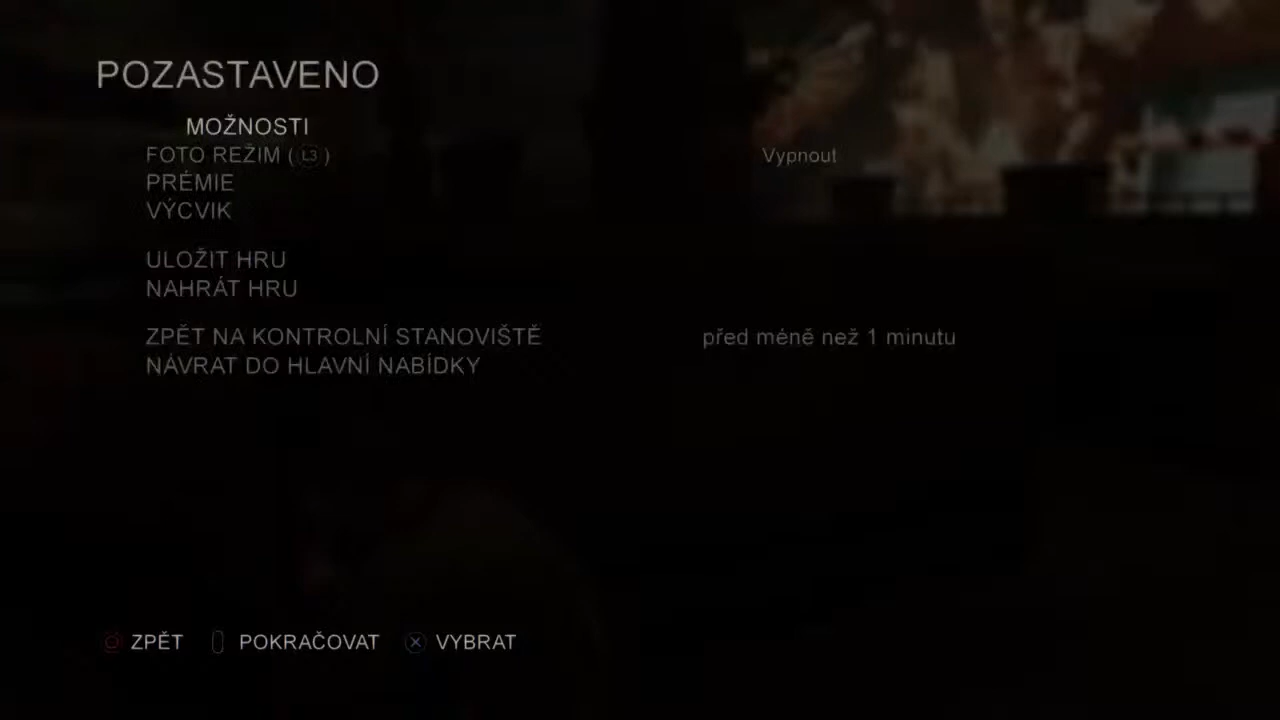 POZASTAVENO
MOŽNOSTI
FOTO REŽIM (L3) Vypnout
PRÉMIE
VÝCVIK
ULOŽIT HRU
NAHRÁT HRU
ZPĚT NA KONTROLNÍ STANOVIŠTĚ před méně než 1 minutu
NÁVRAT DO HLAVNÍ NABÍDKY
ZPĚT POKRAČOVAT VYBRAT